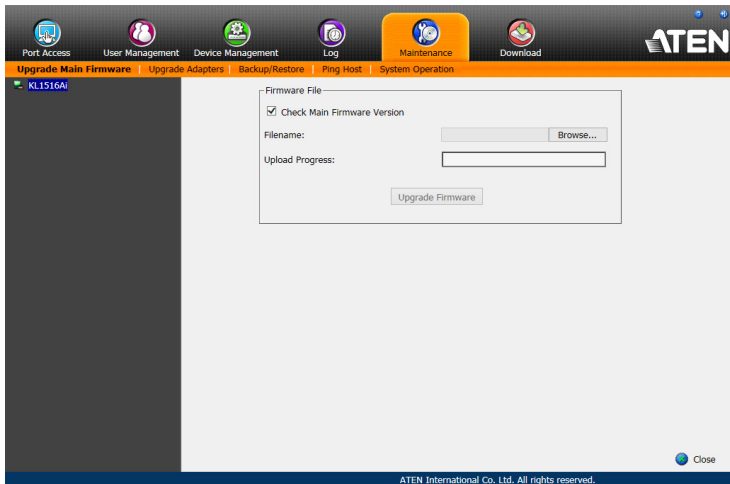 Port Access User Management Device Management Log Maintenance Download
ATEN
Upgrade Main Firmware | Upgrade Adapters | Backup/Restore | Ping Host | System Operation
KL1516Ai
Firmware File
Check Main Firmware Version
Filename: Browse...
Upload Progress:
Upgrade Firmware
Close
ATEN International Co. Ltd. All rights reserved.